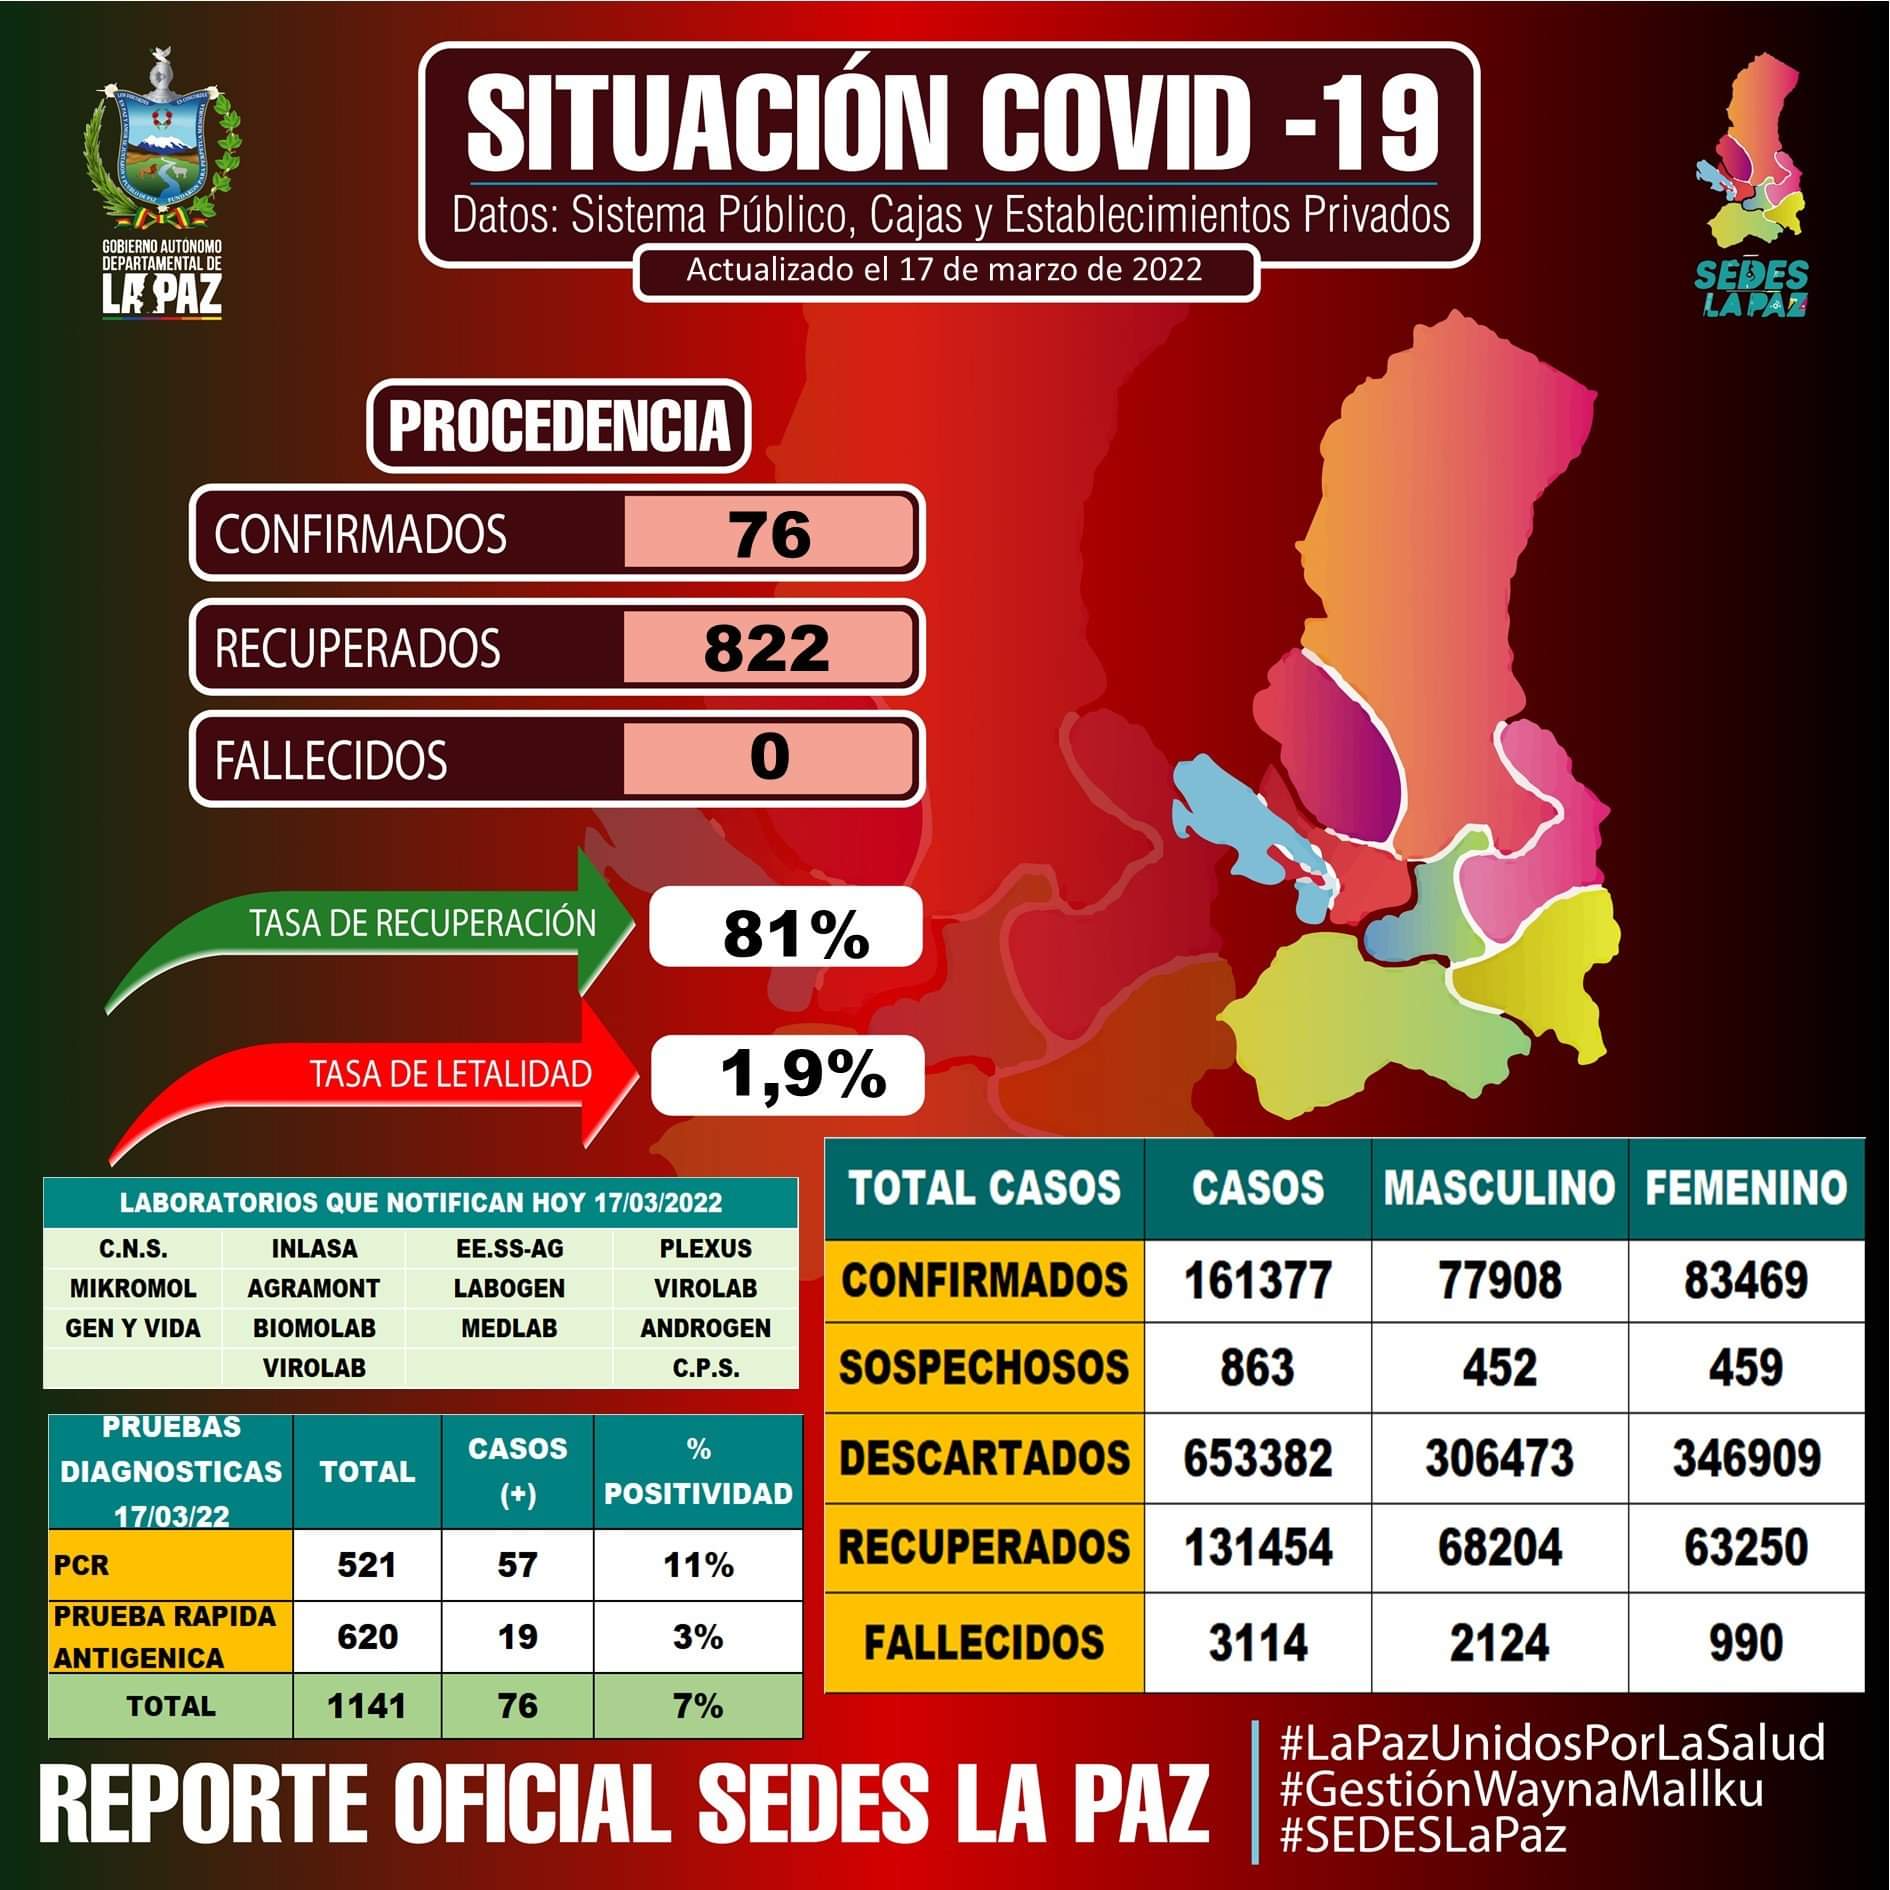 SITUACIÓN COVID -19
Datos: Sistema Público, Cajas y Establecimientos Privados
Actualizado el 17 de marzo de 2022
GOBIERNO AUTÓNOMO
DEPARTAMENTAL DE
LA PAZ
SEDES
LA PAZ
PROCEDENCIA
CONFIRMADOS 76
RECUPERADOS 822
FALLECIDOS 0
TASA DE RECUPERACIÓN 81%
TASA DE LETALIDAD 1,9%
LABORATORIOS QUE NOTIFICAN HOY 17/03/2022
C.N.S. INLASA EE.SS-AG PLEXUS
MIKROMOL AGRAMONT LABOGEN VIROLAB
GEN Y VIDA BIOMOLAB MEDLAB ANDROGEN
VIROLAB C.P.S.
PRUEBAS
DIAGNOSTICAS
17/03/22
TOTAL
CASOS
(+)
%
POSITIVIDAD
PCR 521 57 11%
PRUEBA RAPIDA
ANTIGENICA
620 19 3%
TOTAL 1141 76 7%
TOTAL CASOS CASOS MASCULINO FEMENINO
CONFIRMADOS 161377 77908 83469
SOSPECHOSOS 863 452 459
DESCARTADOS 653382 306473 346909
RECUPERADOS 131454 68204 63250
FALLECIDOS 3114 2124 990
REPORTE OFICIAL SEDES LA PAZ
#LaPazUnidosPorLaSalud
#GestiónWaynaMallku
#SEDESLaPaz